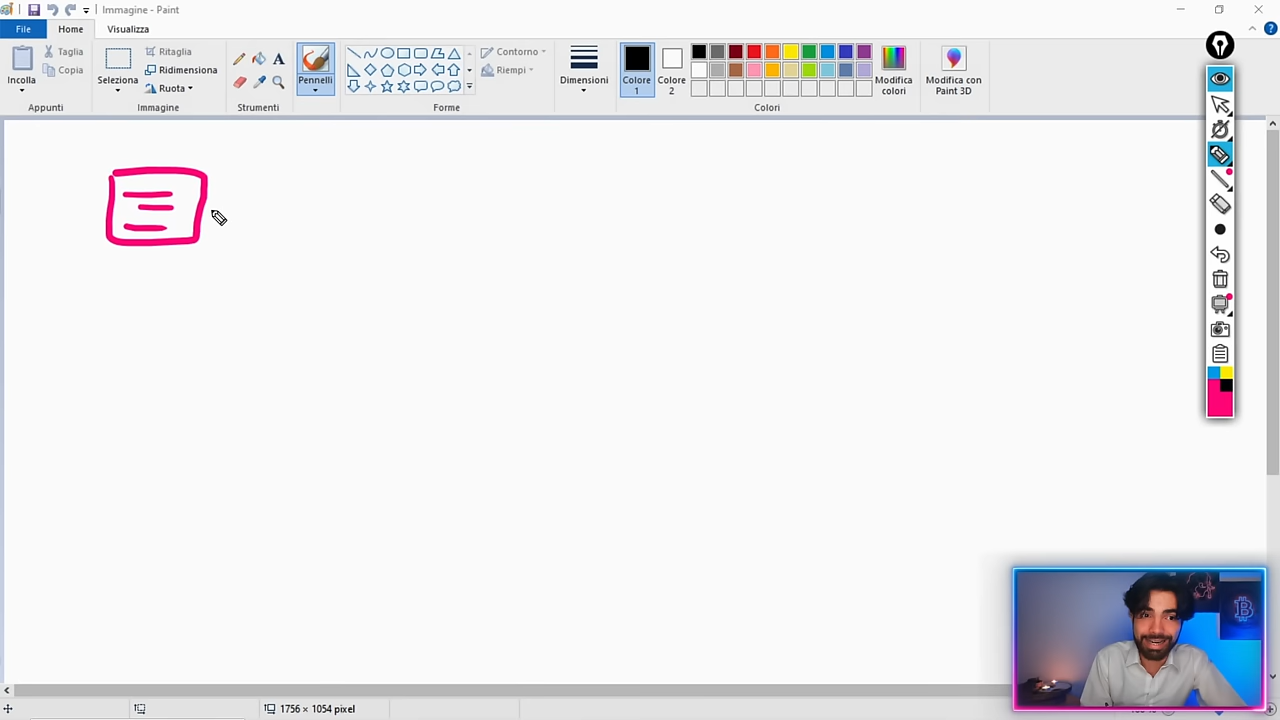 Immagine - Paint
File Home Visualizza
Incolla
Taglia
Copia
Appunti
Seleziona
Ritaglia
Ridimensiona
Ruota
Immagine
A
Strumenti
Pennelli
Forme
Contorno
Riempi
Dimensioni
Colore 1
Colore 2
Modifica colori
Colori
Modifica con Paint 3D
1756 × 1054 pixel